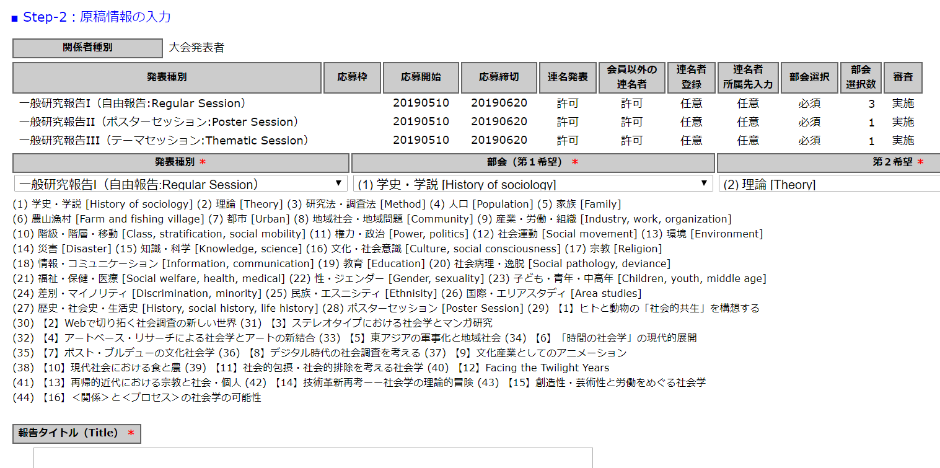 ■ Step-2：原稿情報の入力
関係者種別 大会発表者
発表種別 応募枠 応募開始 応募締切 連名発表 会員以外の連名者 連名者登録 連名者所属先入力 部会選択 部会選択数 審査
一般研究報告I（自由報告:Regular Session） 20190510 20190620 許可 許可 任意 任意 必須 3 実施
一般研究報告II（ポスターセッション:Poster Session） 20190510 20190620 許可 許可 任意 任意 必須 1 実施
一般研究報告III（テーマセッション:Thematic Session） 20190510 20190620 許可 許可 任意 任意 必須 1 実施
発表種別 * 部会（第１希望） * 第２希望 *
一般研究報告I（自由報告:Regular Session） ▼ (1) 学史・学説 [History of sociology] ▼ (2) 理論 [Theory]
(1) 学史・学説 [History of sociology] (2) 理論 [Theory] (3) 研究法・調査法 [Method] (4) 人口 [Population] (5) 家族 [Family]
(6) 農山漁村 [Farm and fishing village] (7) 都市 [Urban] (8) 地域社会・地域問題 [Community] (9) 産業・労働・組織 [Industry, work, organization]
(10) 階級・階層・移動 [Class, stratification, social mobility] (11) 権力・政治 [Power, politics] (12) 社会運動 [Social movement] (13) 環境 [Environment]
(14) 災害 [Disaster] (15) 知識・科学 [Knowledge, science] (16) 文化・社会意識 [Culture, social consciousness] (17) 宗教 [Religion]
(18) 情報・コミュニケーション [Information, communication] (19) 教育 [Education] (20) 社会病理・逸脱 [Social pathology, deviance]
(21) 福祉・保健・医療 [Social welfare, health, medical] (22) 性・ジェンダー [Gender, sexuality] (23) 子ども・青年・中高年 [Children, youth, middle age]
(24) 差別・マイノリティ [Discrimination, minority] (25) 民族・エスニシティ [Ethnisity] (26) 国際・エリアスタディ [Area studies]
(27) 歴史・社会史・生活史 [History, social history, life history] (28) ポスターセッション [Poster Session] (29) 【1】ヒトと動物の「社会的共生」を構想する
(30) 【2】Webで切り拓く社会調査の新しい世界 (31) 【3】ステレオタイプにおける社会学とマンガ研究
(32) 【4】アートベース・リサーチによる社会学とアートの新結合 (33) 【5】東アジアの軍事化と地域社会 (34) 【6】「時間の社会学」の現代的展開
(35) 【7】ポスト・ブルデューの文化社会学 (36) 【8】デジタル時代の社会調査を考える (37) 【9】文化産業としてのアニメーション
(38) 【10】現代社会における食と農 (39) 【11】社会的包摂・社会的排除を考える社会学 (40) 【12】Facing the Twilight Years
(41) 【13】再帰的近代における宗教と社会・個人 (42) 【14】技術革新再考ーー社会学の理論的冒険 (43) 【15】創造性・芸術性と労働をめぐる社会学
(44) 【16】＜関係＞と＜プロセス＞の社会学の可能性
報告タイトル（Title） *